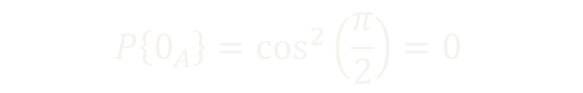 P{0_A} = cos² (π/2) = 0